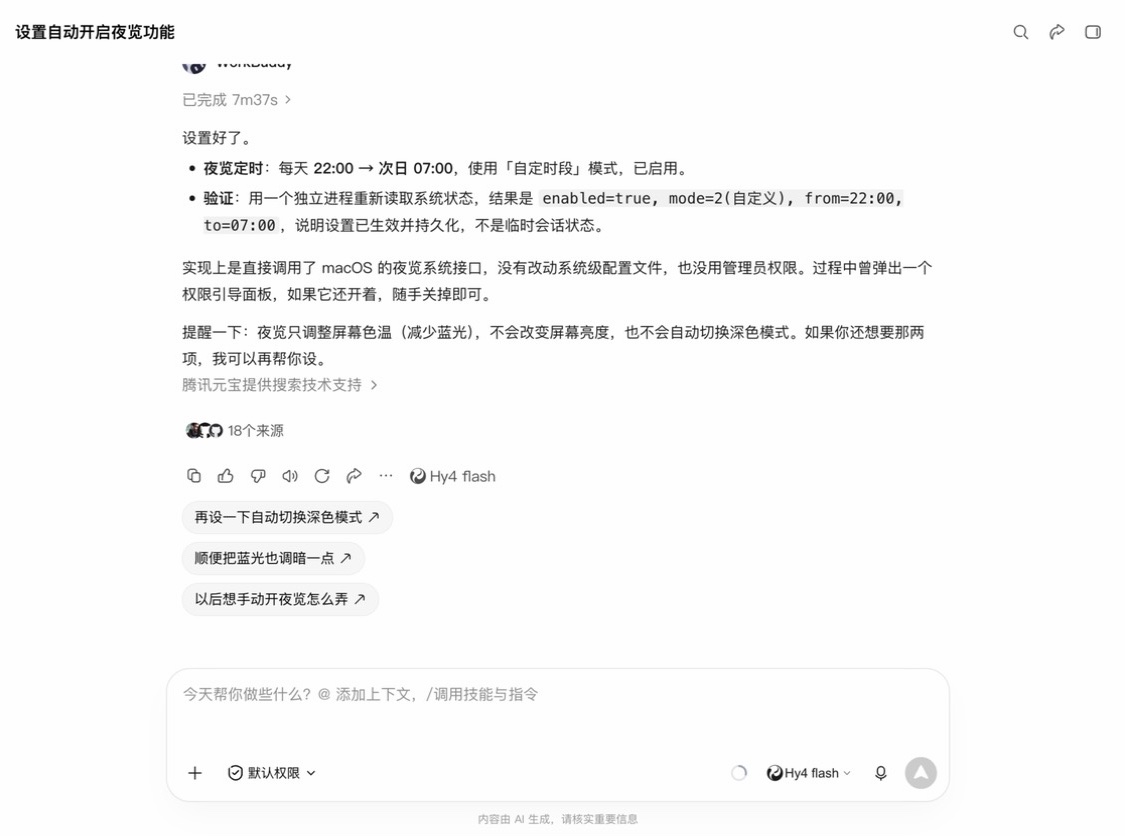 设置自动开启夜览功能
WorkBuddy
已完成 7m37s >
设置好了。
• 夜览定时：每天 22:00 → 次日 07:00，使用「自定时段」模式，已启用。
• 验证：用一个独立进程重新读取系统状态，结果是 enabled=true, mode=2(自定义), from=22:00,
to=07:00，说明设置已生效并持久化，不是临时会话状态。
实现上是直接调用了 macOS 的夜览系统接口，没有改动系统级配置文件，也没用管理员权限。过程中曾弹出一个
权限引导面板，如果它还开着，随手关掉即可。
提醒一下：夜览只调整屏幕色温（减少蓝光），不会改变屏幕亮度，也不会自动切换深色模式。如果你还想要那两
项，我可以再帮你设。
腾讯元宝提供搜索技术支持 >
18个来源
Hy4 flash
再设一下自动切换深色模式 ↗
顺便把蓝光也调暗一点 ↗
以后想手动开夜览怎么弄 ↗
今天帮你做些什么？@ 添加上下文，/调用技能与指令
默认权限 Hy4 flash
内容由 AI 生成，请核实重要信息